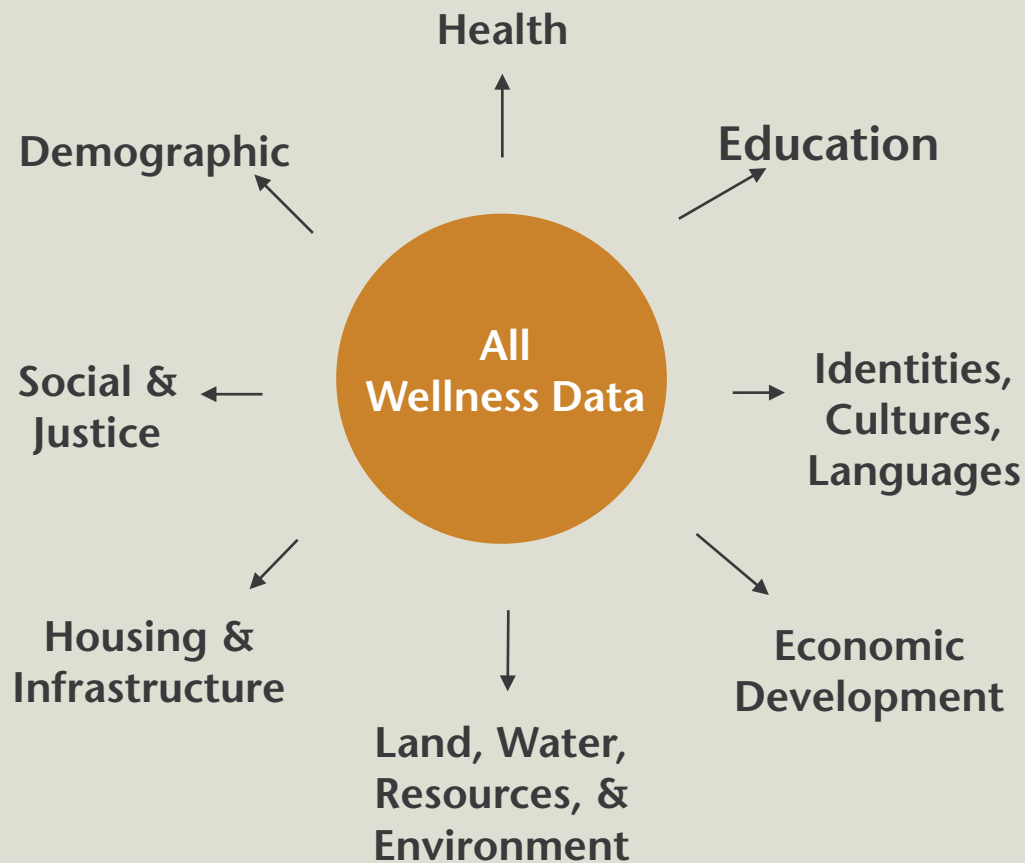 Health
Demographic
Education
All
Wellness Data
Social &
Justice
Identities,
Cultures,
Languages
Housing &
Infrastructure
Economic
Development
Land, Water,
Resources, &
Environment